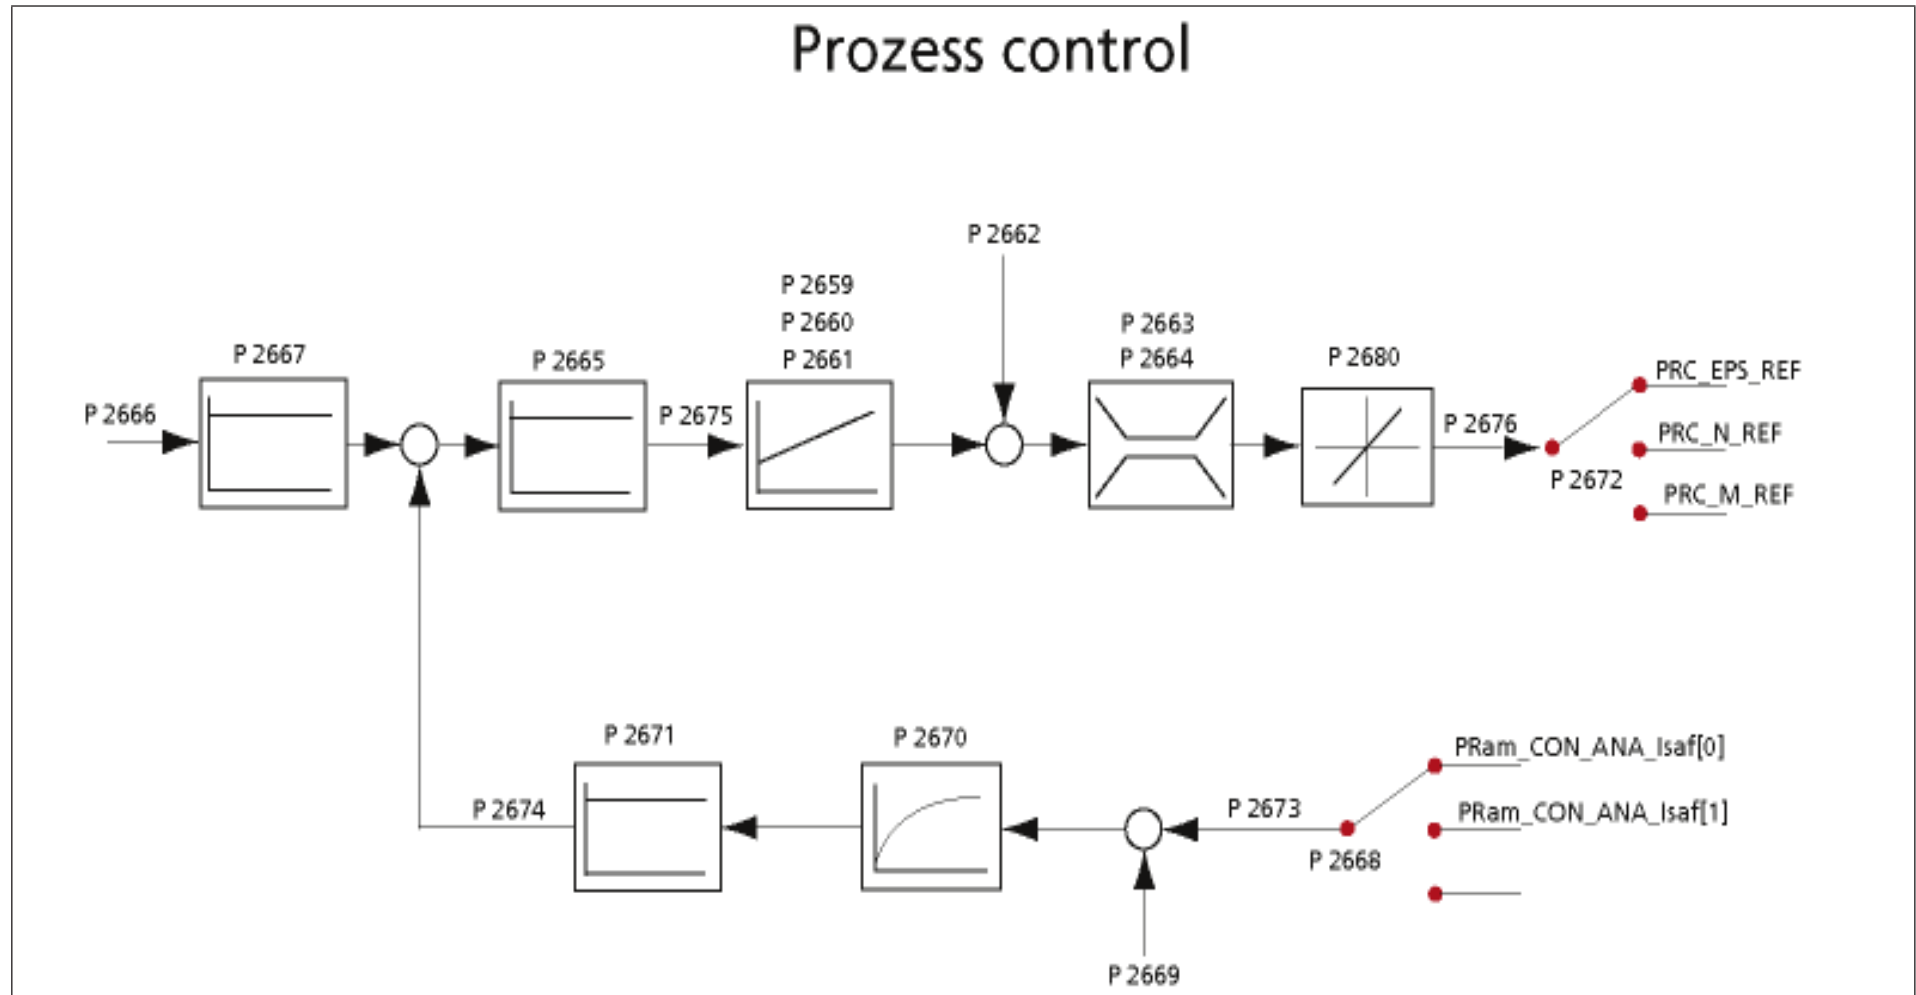 Prozess control
P 2662
P 2659
P 2660
P 2661
P 2663
P 2664
P 2667
P 2665
P 2680
P 2666
P 2675
P 2676
P 2672
PRC_EPS_REF
PRC_N_REF
PRC_M_REF
P 2671
P 2670
P 2674
P 2673
P 2668
PRam_CON_ANA_Isaf[0]
PRam_CON_ANA_Isaf[1]
P 2669